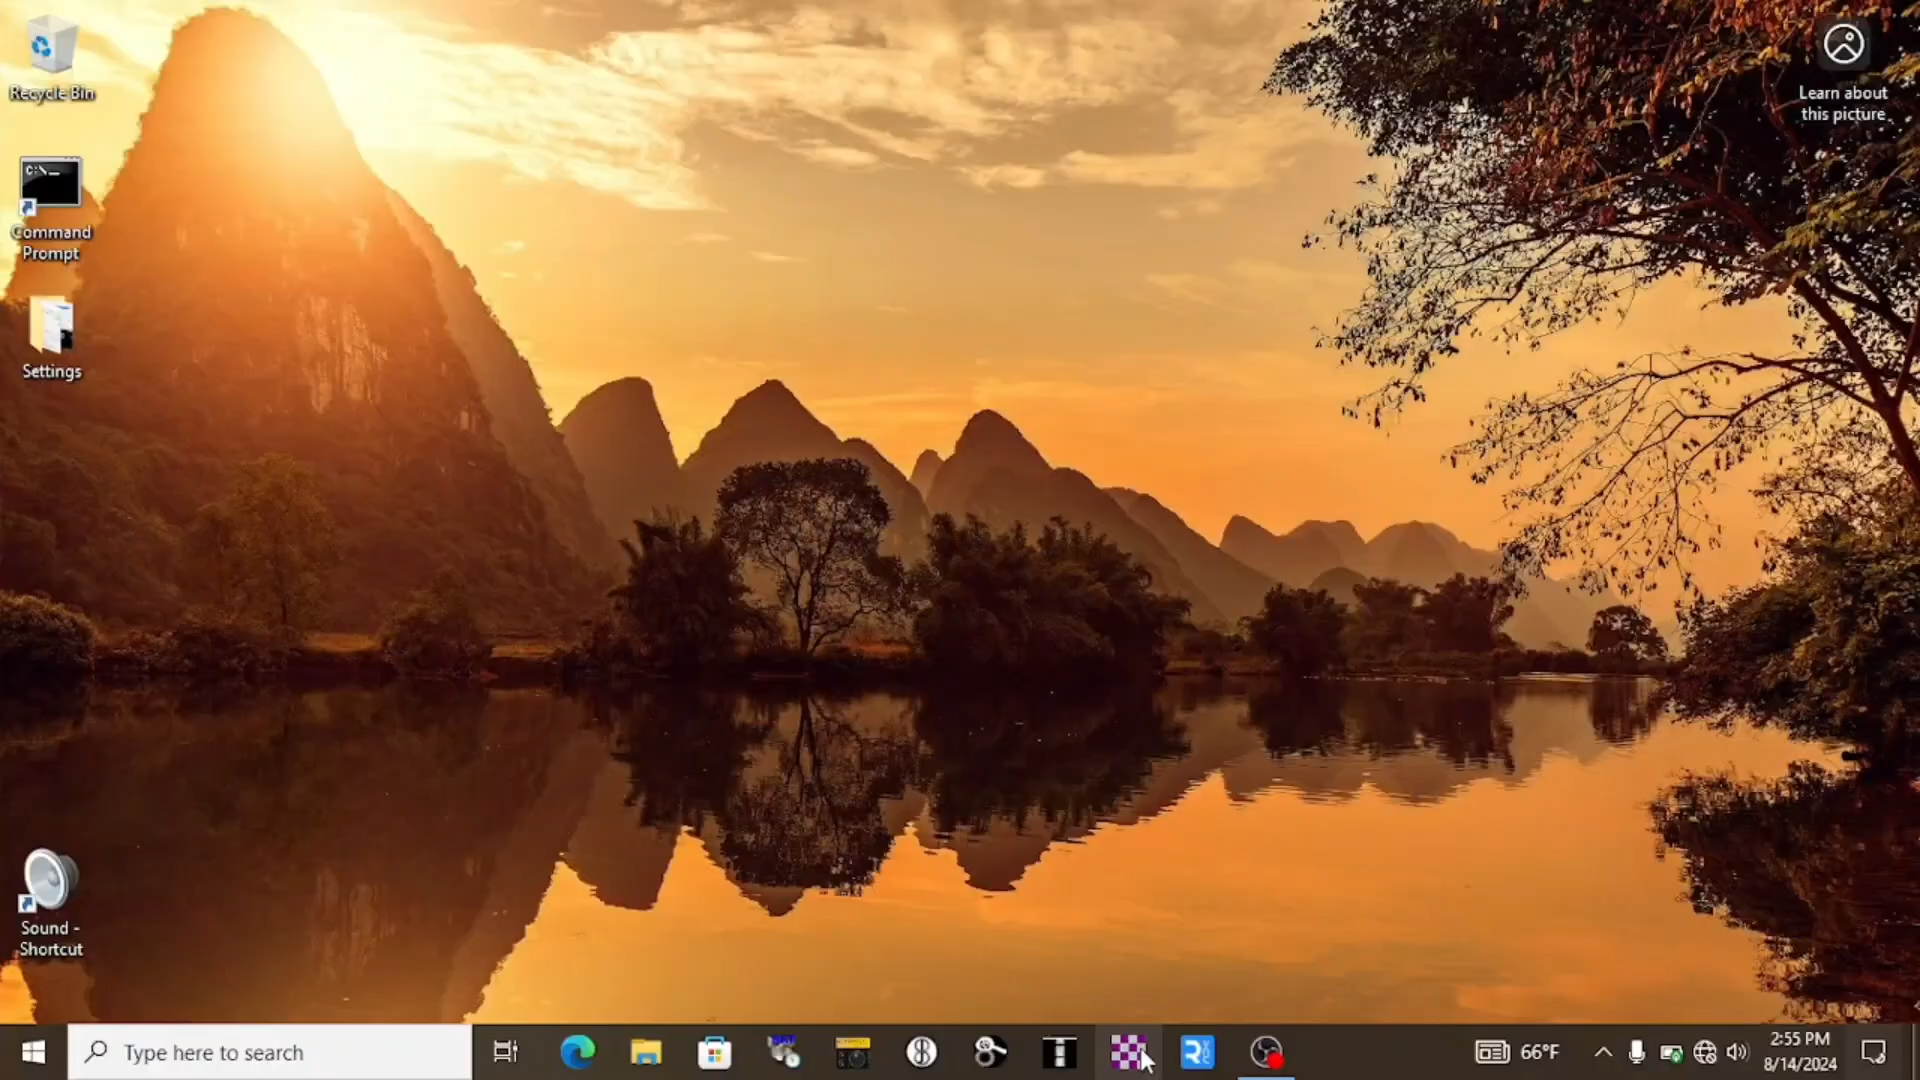 Recycle Bin
Learn about
this picture
C:\_
Command
Prompt
Settings
Sound -
Shortcut
Type here to search
66°F
2:55 PM
8/14/2024